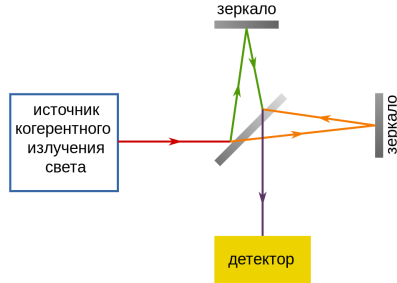 зеркало
источник
когерентного
излучения
света
зеркало
детектор